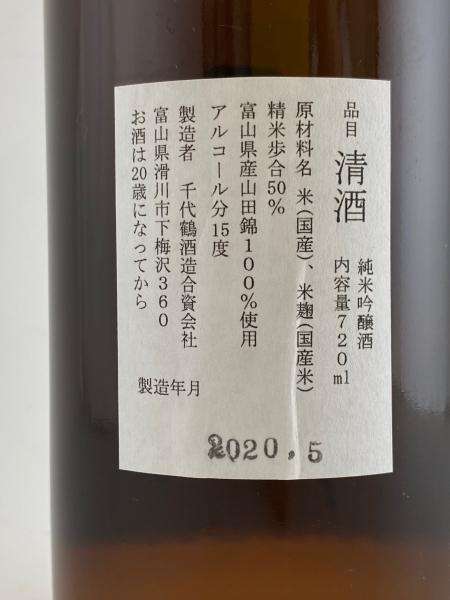 品目 清酒 純米吟醸酒
内容量720ml
原材料名 米(国産)、米麹(国産米)
精米歩合50%
富山県産山田錦100%使用
アルコール分15度
製造者 千代鶴酒造合資会社
富山県滑川市下梅沢360
お酒は20歳になってから
製造年月
2020.5